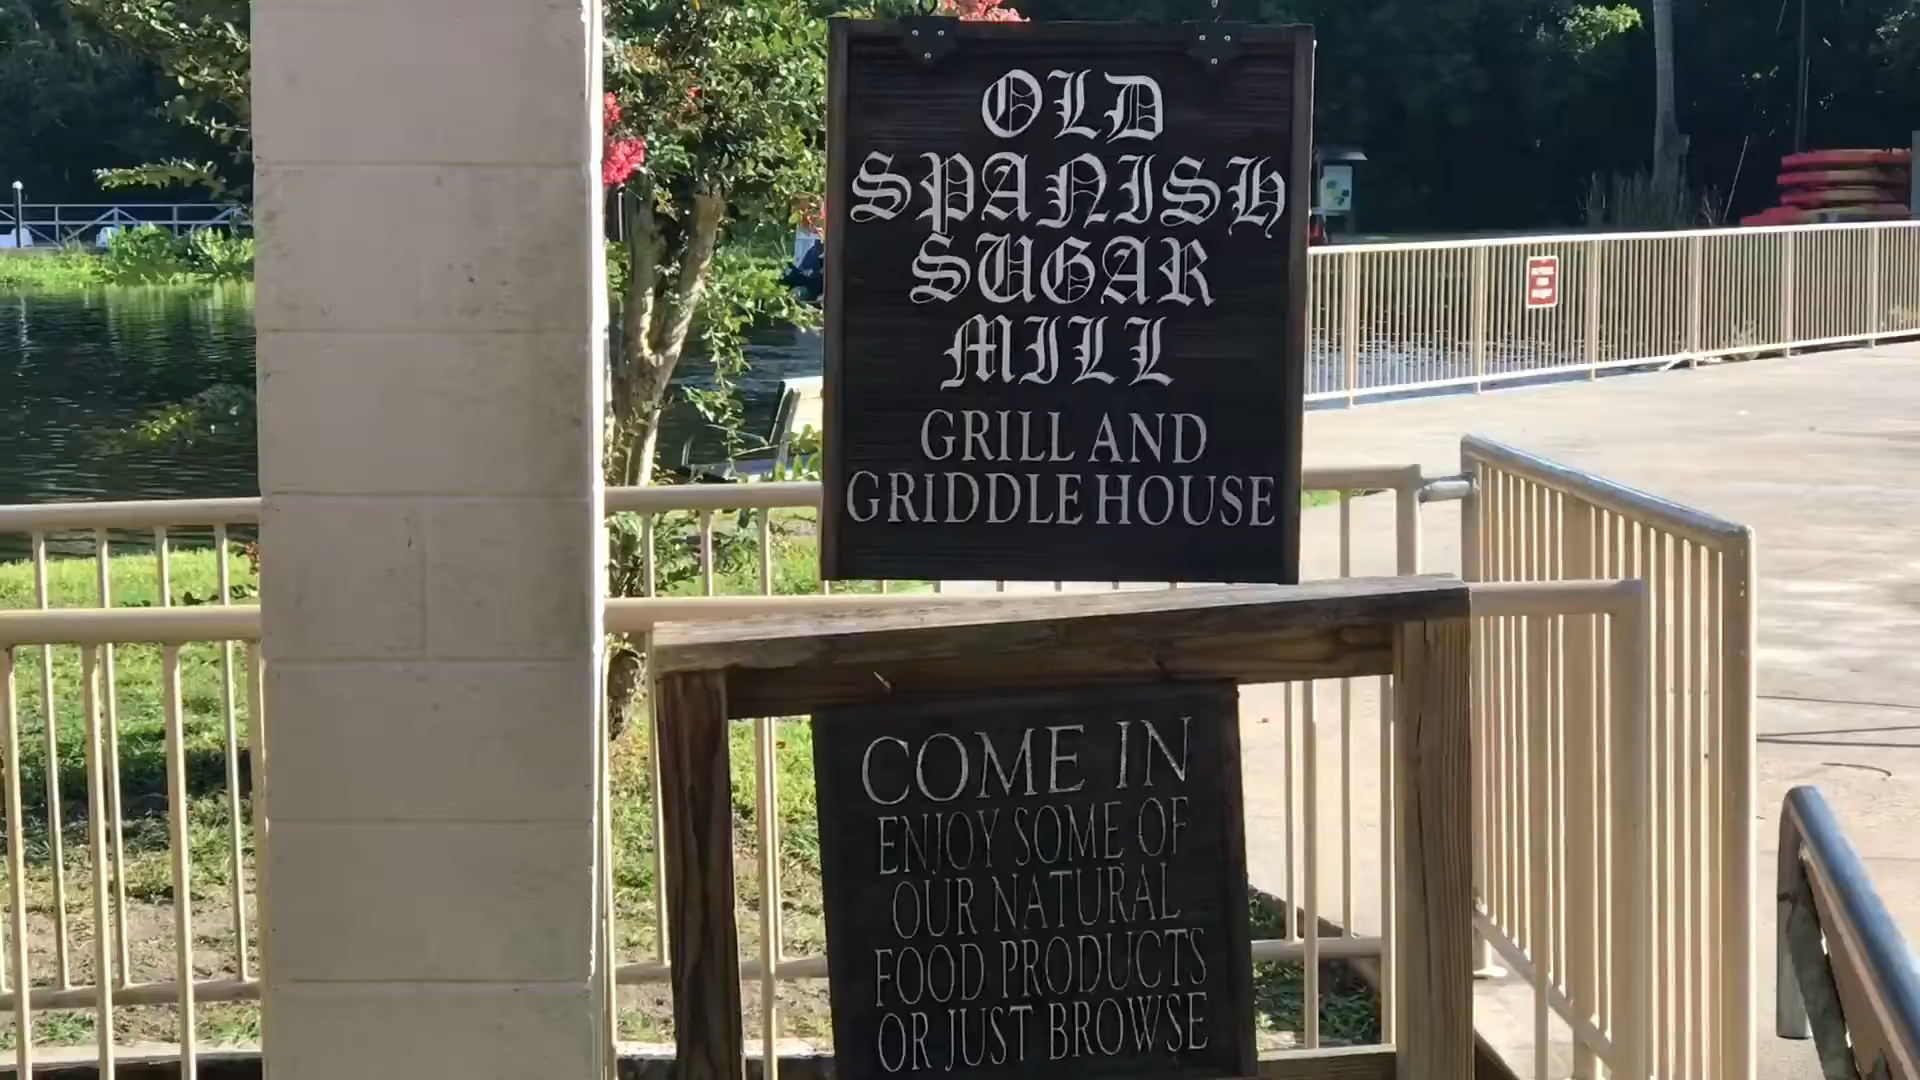 OLD
SPANISH
SUGAR
MILL
GRILL AND
GRIDDLE HOUSE
COME IN
ENJOY SOME OF
OUR NATURAL
FOOD PRODUCTS
OR JUST BROWSE